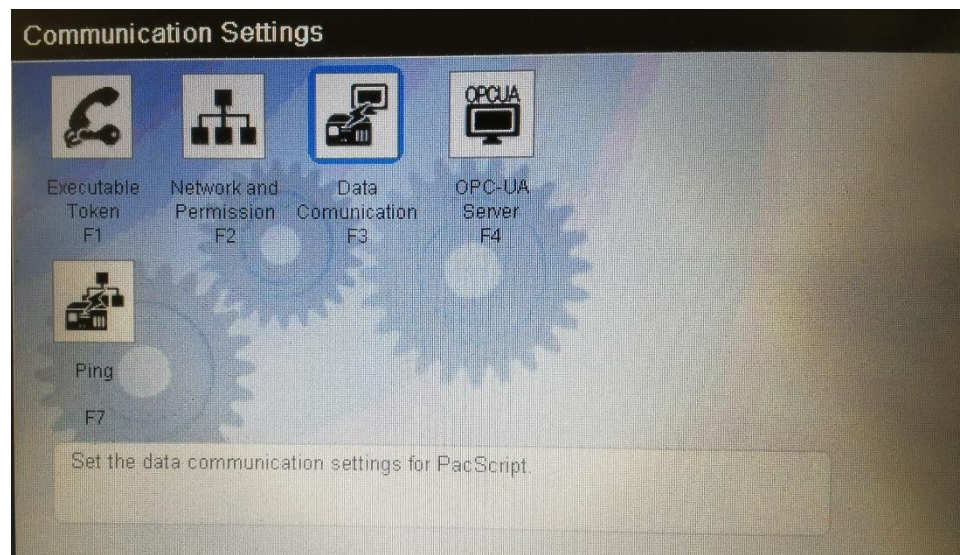 Communication Settings
OPCUA
Executable
Token
F1
Network and
Permission
F2
Data
Comunication
F3
OPC-UA
Server
F4
Ping
F7
Set the data communication settings for PacScript.